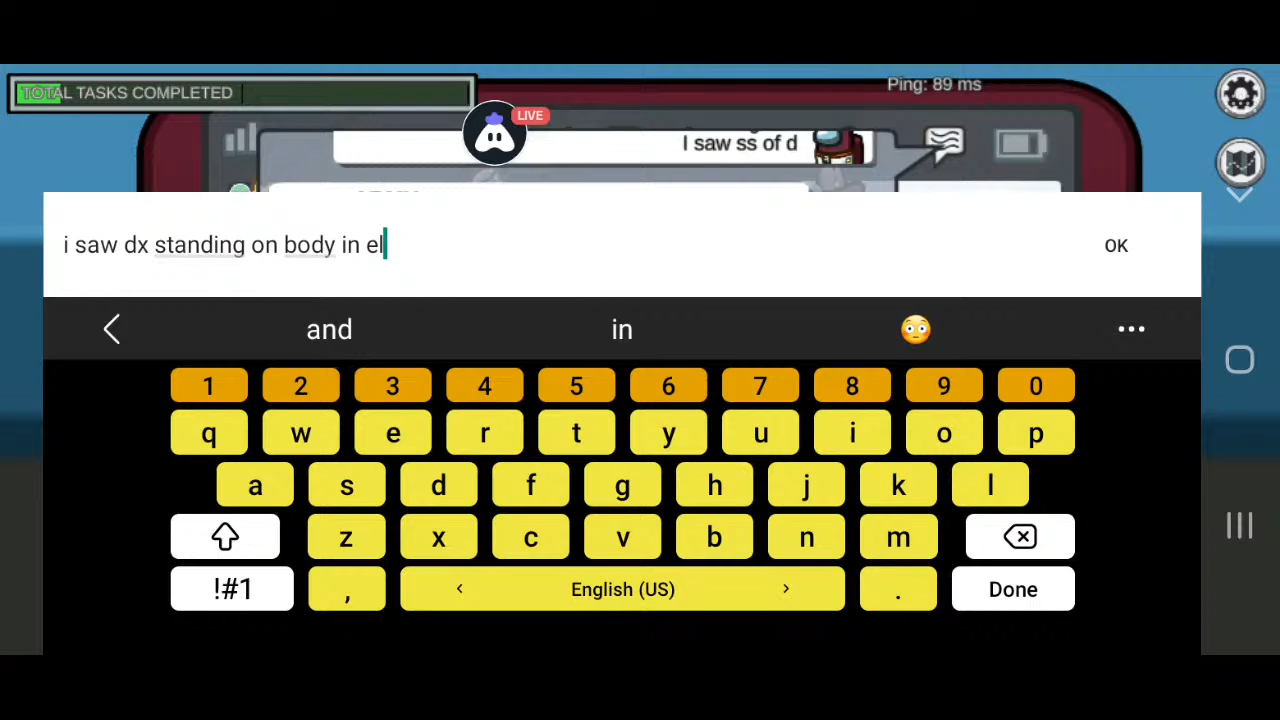 TOTAL TASKS COMPLETED
Ping: 89 ms
LIVE
I saw ss of d
i saw dx standing on body in el
OK
and in
1 2 3 4 5 6 7 8 9 0
q w e r t y u i o p
a s d f g h j k l
z x c v b n m
!#1 , < English (US) > . Done